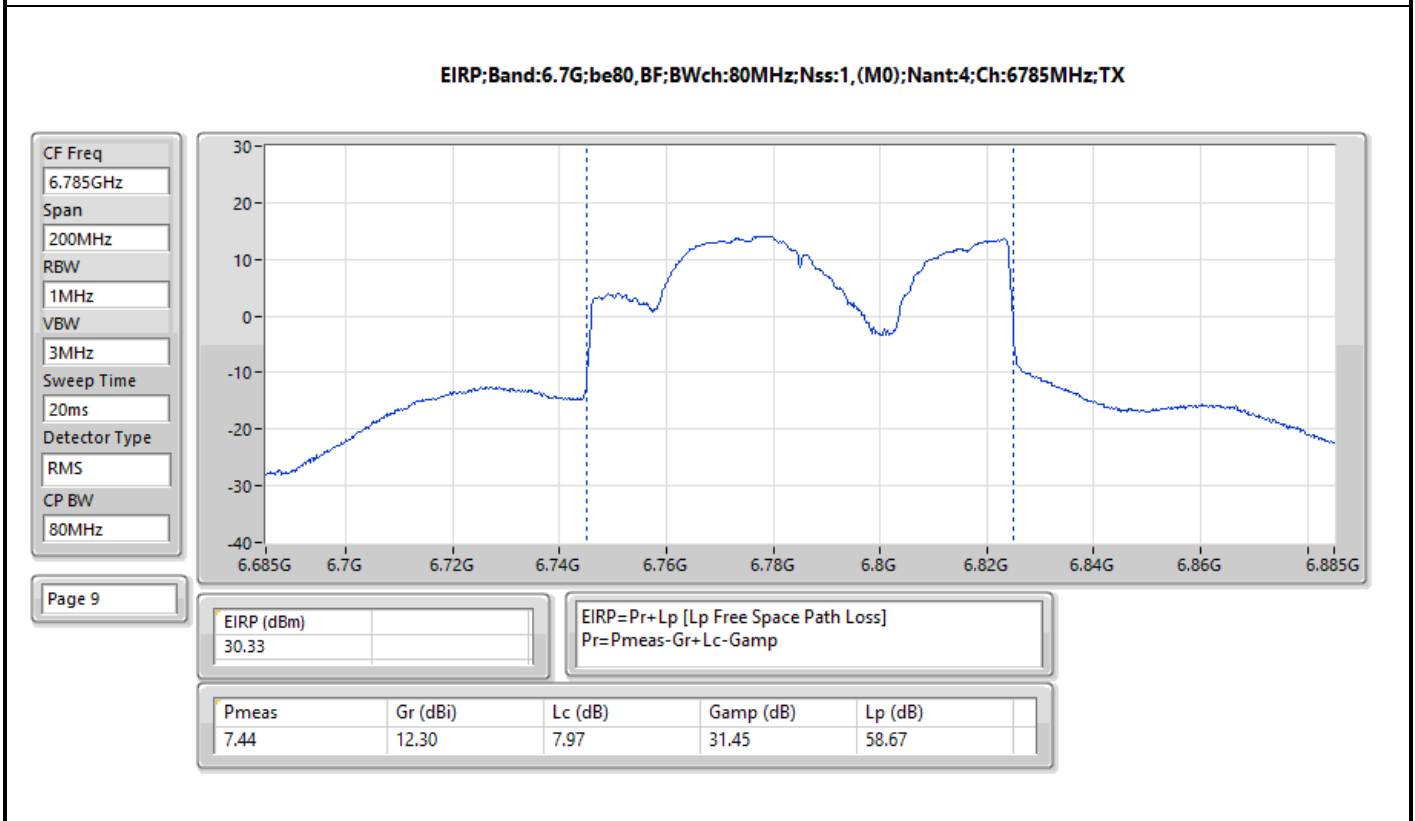 EIRP;Band:6.7G;be80,BF;BWch:80MHz;Nss:1,(M0);Nant:4;Ch:6785MHz;TX
CF Freq
6.785GHz
Span
200MHz
RBW
1MHz
VBW
3MHz
Sweep Time
20ms
Detector Type
RMS
CP BW
80MHz
Page 9
30
20
10
0
-10
-20
-30
-40
6.685G 6.7G 6.72G 6.74G 6.76G 6.78G 6.8G 6.82G 6.84G 6.86G 6.885G
EIRP (dBm)
30.33
EIRP=Pr+Lp [Lp Free Space Path Loss]
Pr=Pmeas-Gr+Lc-Gamp
Pmeas Gr (dBi) Lc (dB) Gamp (dB) Lp (dB)
7.44 12.30 7.97 31.45 58.67